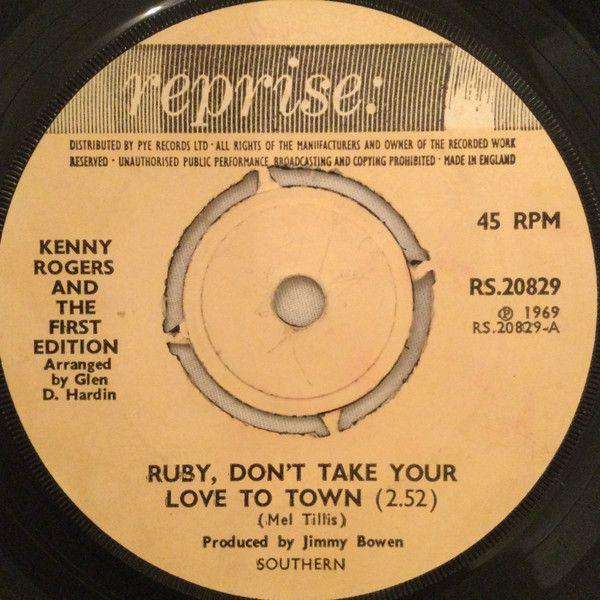 reprise:
DISTRIBUTED BY PYE RECORDS LTD · ALL RIGHTS OF THE MANUFACTURERS AND OWNER OF THE RECORDED WORK
RESERVED · UNAUTHORISED PUBLIC PERFORMANCE BROADCASTING AND COPYING PROHIBITED · MADE IN ENGLAND
45 RPM
KENNY
ROGERS
AND
THE
FIRST
EDITION
Arranged
by Glen
D. Hardin
RS.20829
℗ 1969
RS.20829-A
RUBY, DON'T TAKE YOUR
LOVE TO TOWN (2.52)
(Mel Tillis)
Produced by Jimmy Bowen
SOUTHERN